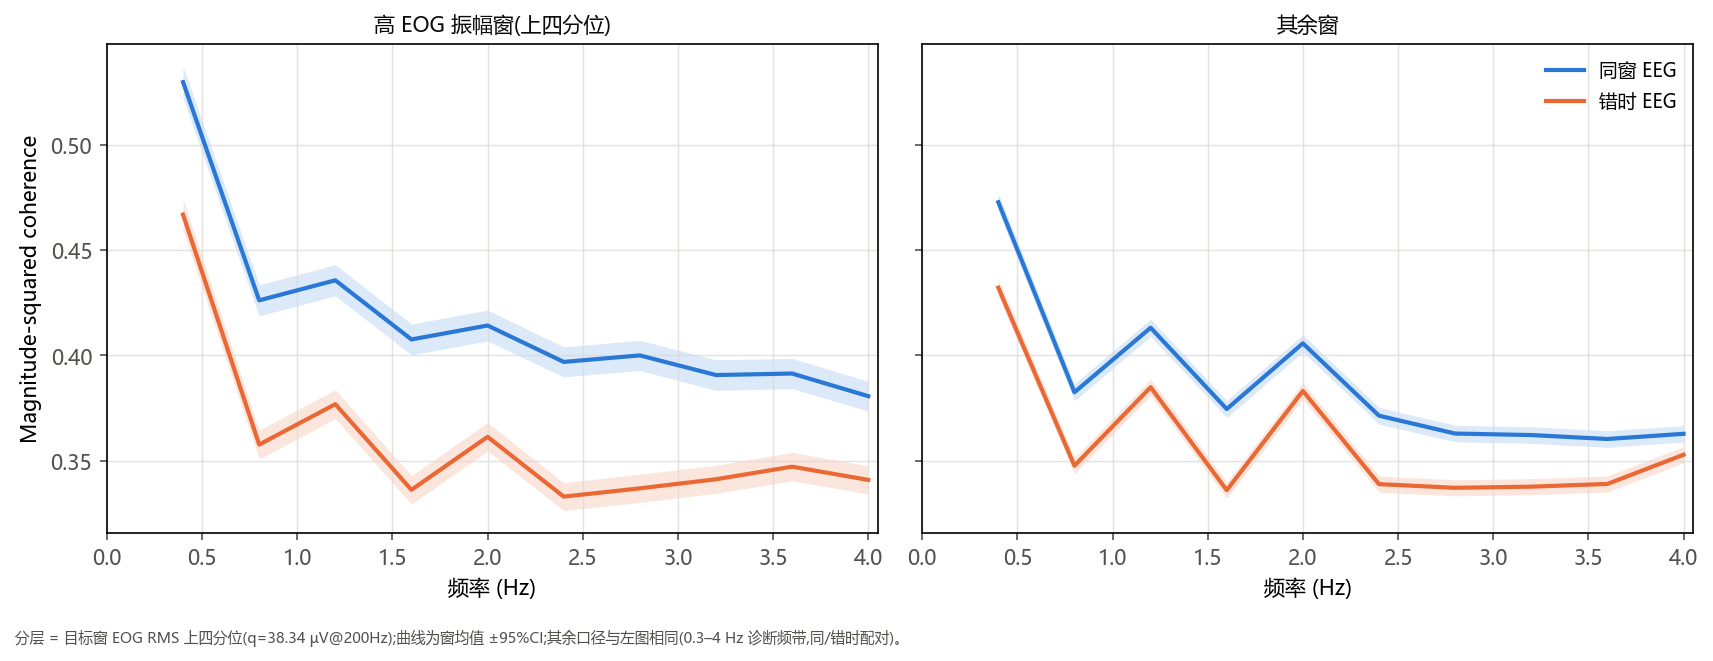 高 EOG 振幅窗(上四分位)
其余窗
同窗 EEG
错时 EEG
Magnitude-squared coherence
0.50
0.45
0.40
0.35
0.0 0.5 1.0 1.5 2.0 2.5 3.0 3.5 4.0
0.0 0.5 1.0 1.5 2.0 2.5 3.0 3.5 4.0
频率 (Hz)
频率 (Hz)
分层 = 目标窗 EOG RMS 上四分位(q=38.34 μV@200Hz);曲线为窗均值 ±95%CI;其余口径与左图相同(0.3–4 Hz 诊断频带,同/错时配对)。